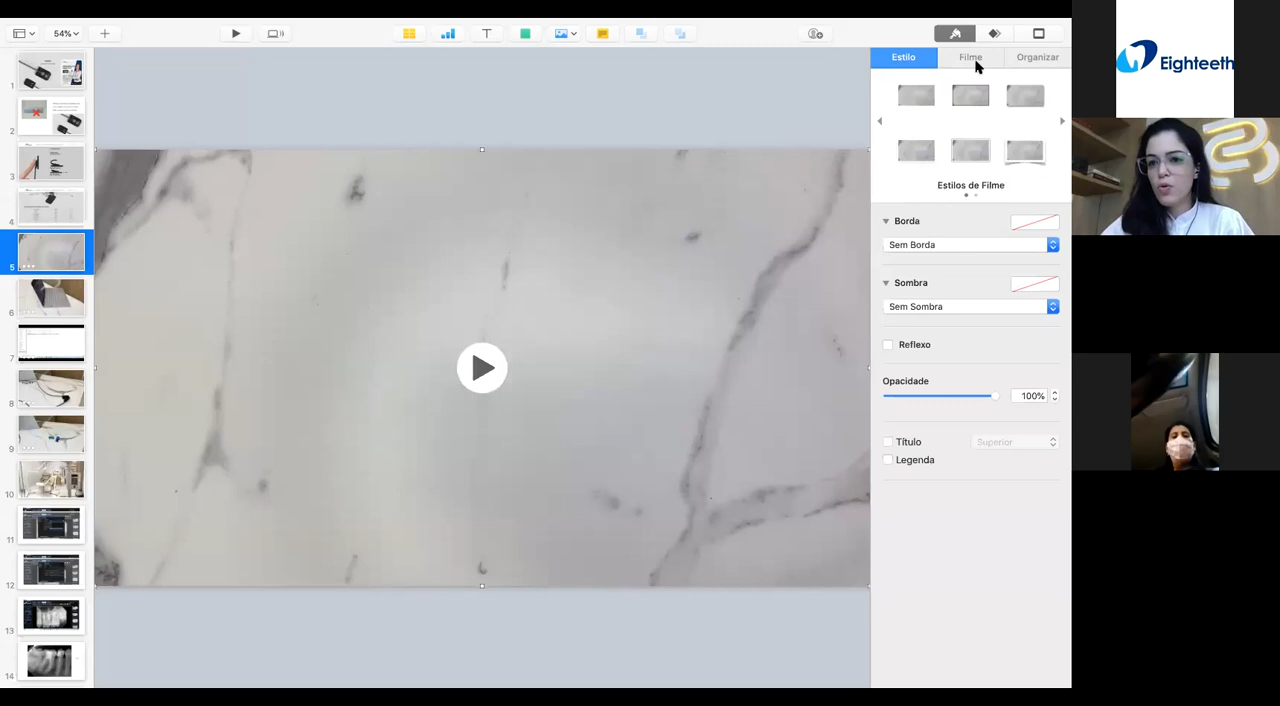 54%
Estilo
Filme
Organizar
Estilos de Filme
Borda
Sem Borda
Sombra
Sem Sombra
Reflexo
Opacidade
100%
Título
Superior
Legenda
1
2
3
4
5
6
7
8
9
10
11
12
13
14
Eighteeth